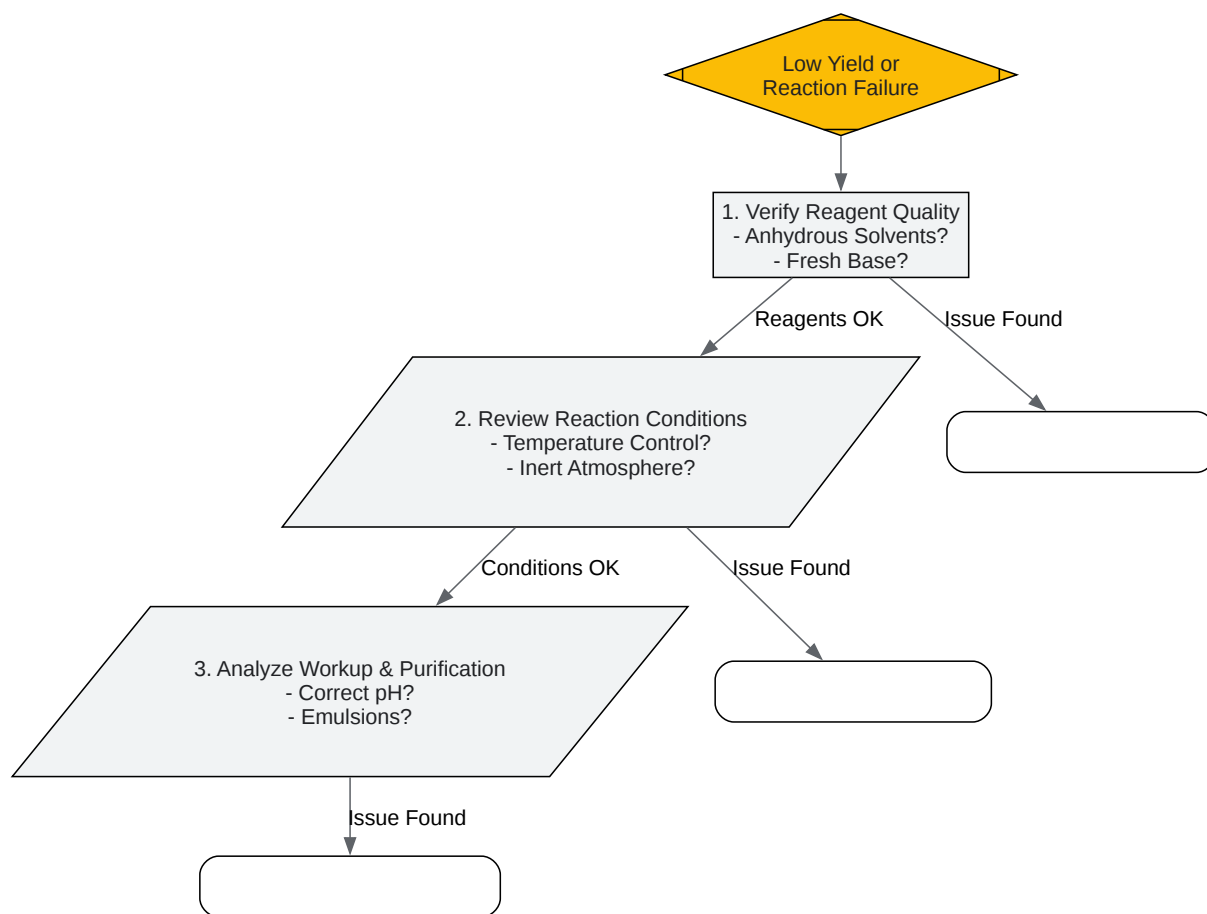 Low Yield or
Reaction Failure
1. Verify Reagent Quality
- Anhydrous Solvents?
- Fresh Base?
Reagents OK
Issue Found
2. Review Reaction Conditions
- Temperature Control?
- Inert Atmosphere?
Conditions OK
Issue Found
3. Analyze Workup & Purification
- Correct pH?
- Emulsions?
Issue Found